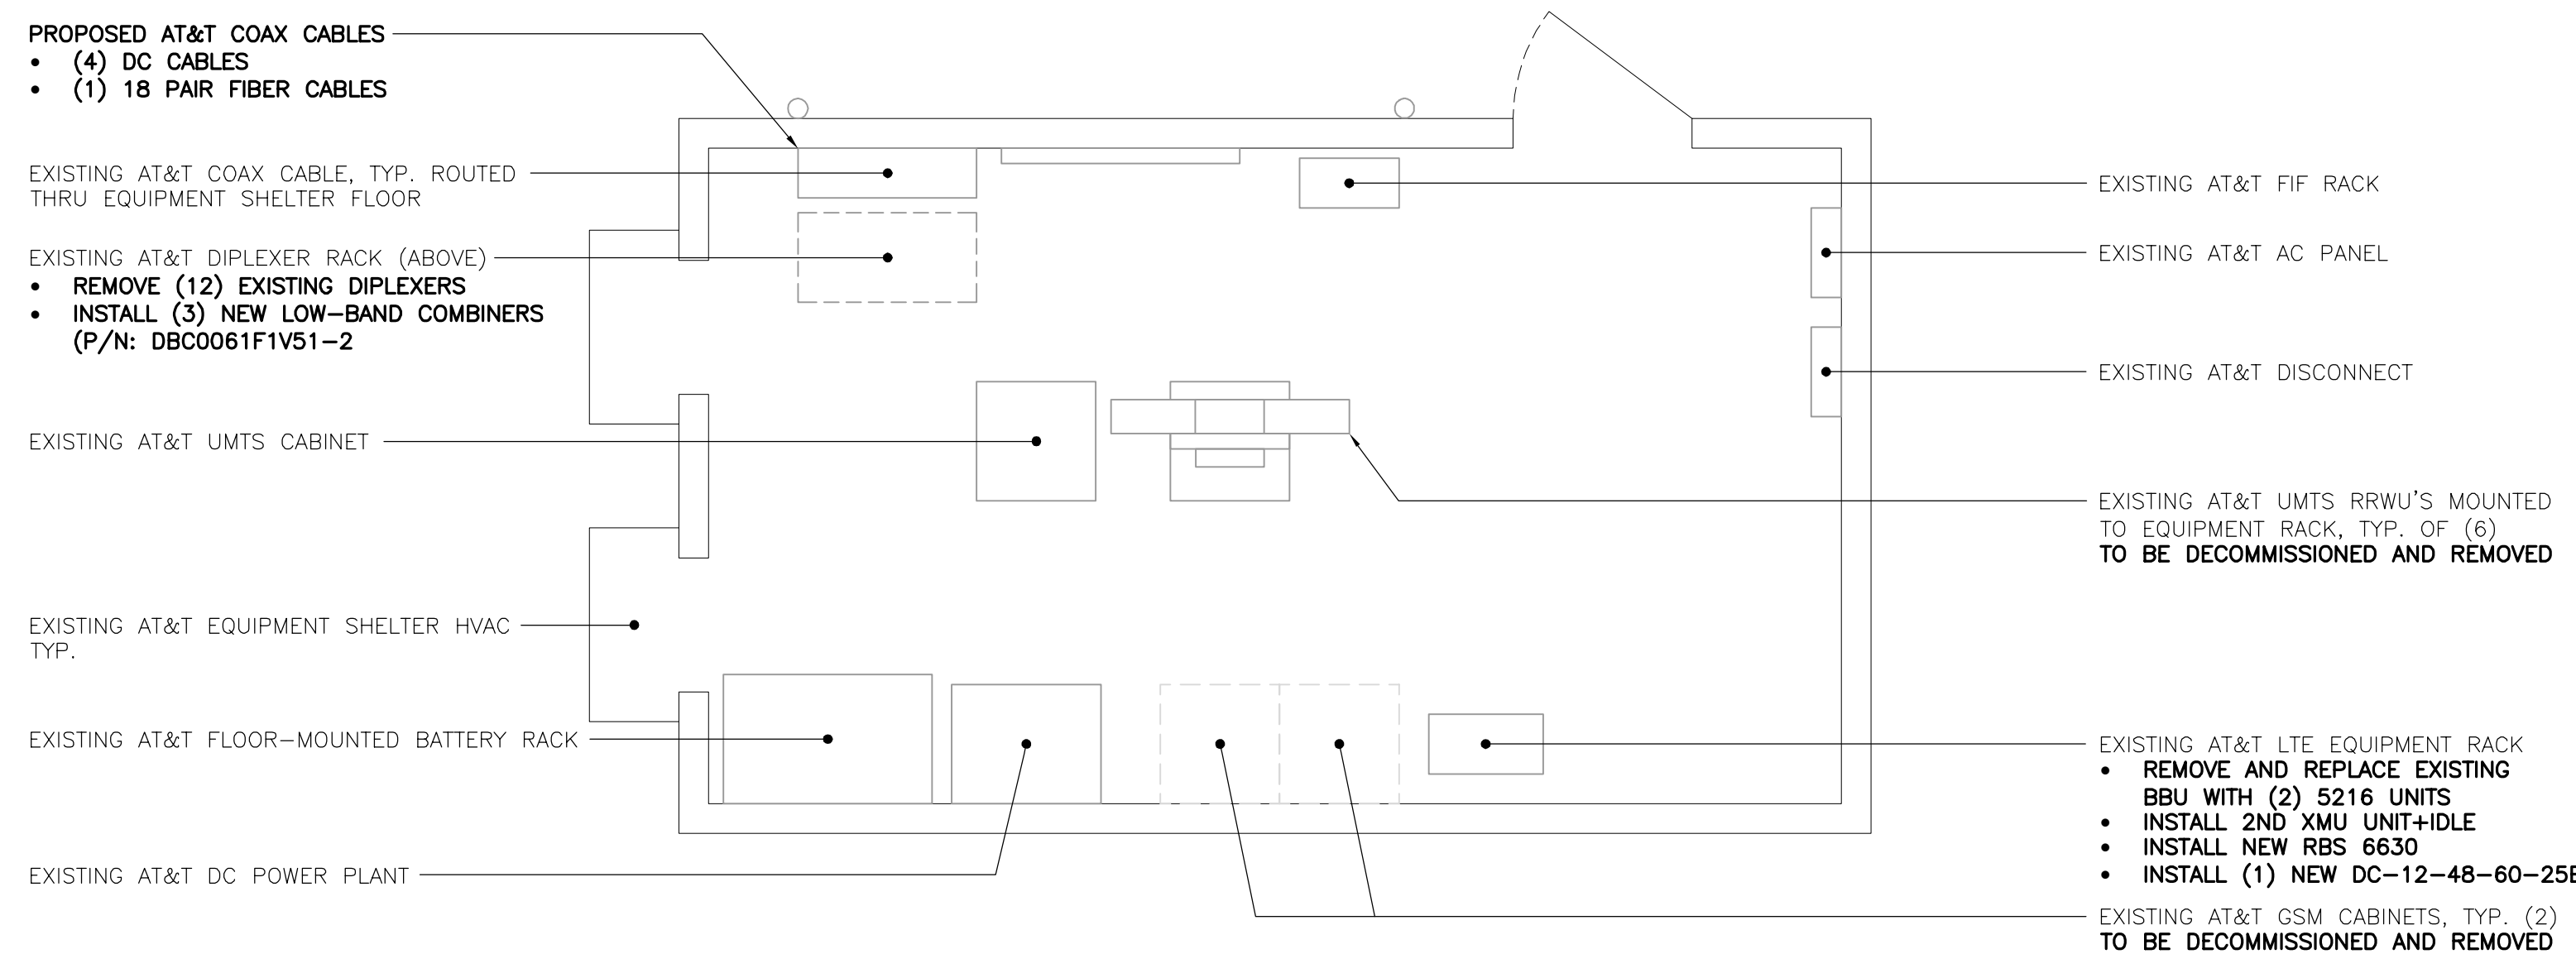 PROPOSED AT&T COAX CABLES
• (4) DC CABLES
• (1) 18 PAIR FIBER CABLES
EXISTING AT&T COAX CABLE, TYP. ROUTED
THRU EQUIPMENT SHELTER FLOOR
EXISTING AT&T DIPLEXER RACK (ABOVE)
• REMOVE (12) EXISTING DIPLEXERS
• INSTALL (3) NEW LOW-BAND COMBINERS
(P/N: DBC0061F1V51-2
EXISTING AT&T UMTS CABINET
EXISTING AT&T EQUIPMENT SHELTER HVAC
TYP.
EXISTING AT&T FLOOR-MOUNTED BATTERY RACK
EXISTING AT&T DC POWER PLANT
EXISTING AT&T FIF RACK
EXISTING AT&T AC PANEL
EXISTING AT&T DISCONNECT
EXISTING AT&T UMTS RRWU'S MOUNTED
TO EQUIPMENT RACK, TYP. OF (6)
TO BE DECOMMISSIONED AND REMOVED
EXISTING AT&T LTE EQUIPMENT RACK
• REMOVE AND REPLACE EXISTING
BBU WITH (2) 5216 UNITS
• INSTALL 2ND XMU UNIT+IDLE
• INSTALL NEW RBS 6630
• INSTALL (1) NEW DC-12-48-60-25E
EXISTING AT&T GSM CABINETS, TYP. (2)
TO BE DECOMMISSIONED AND REMOVED